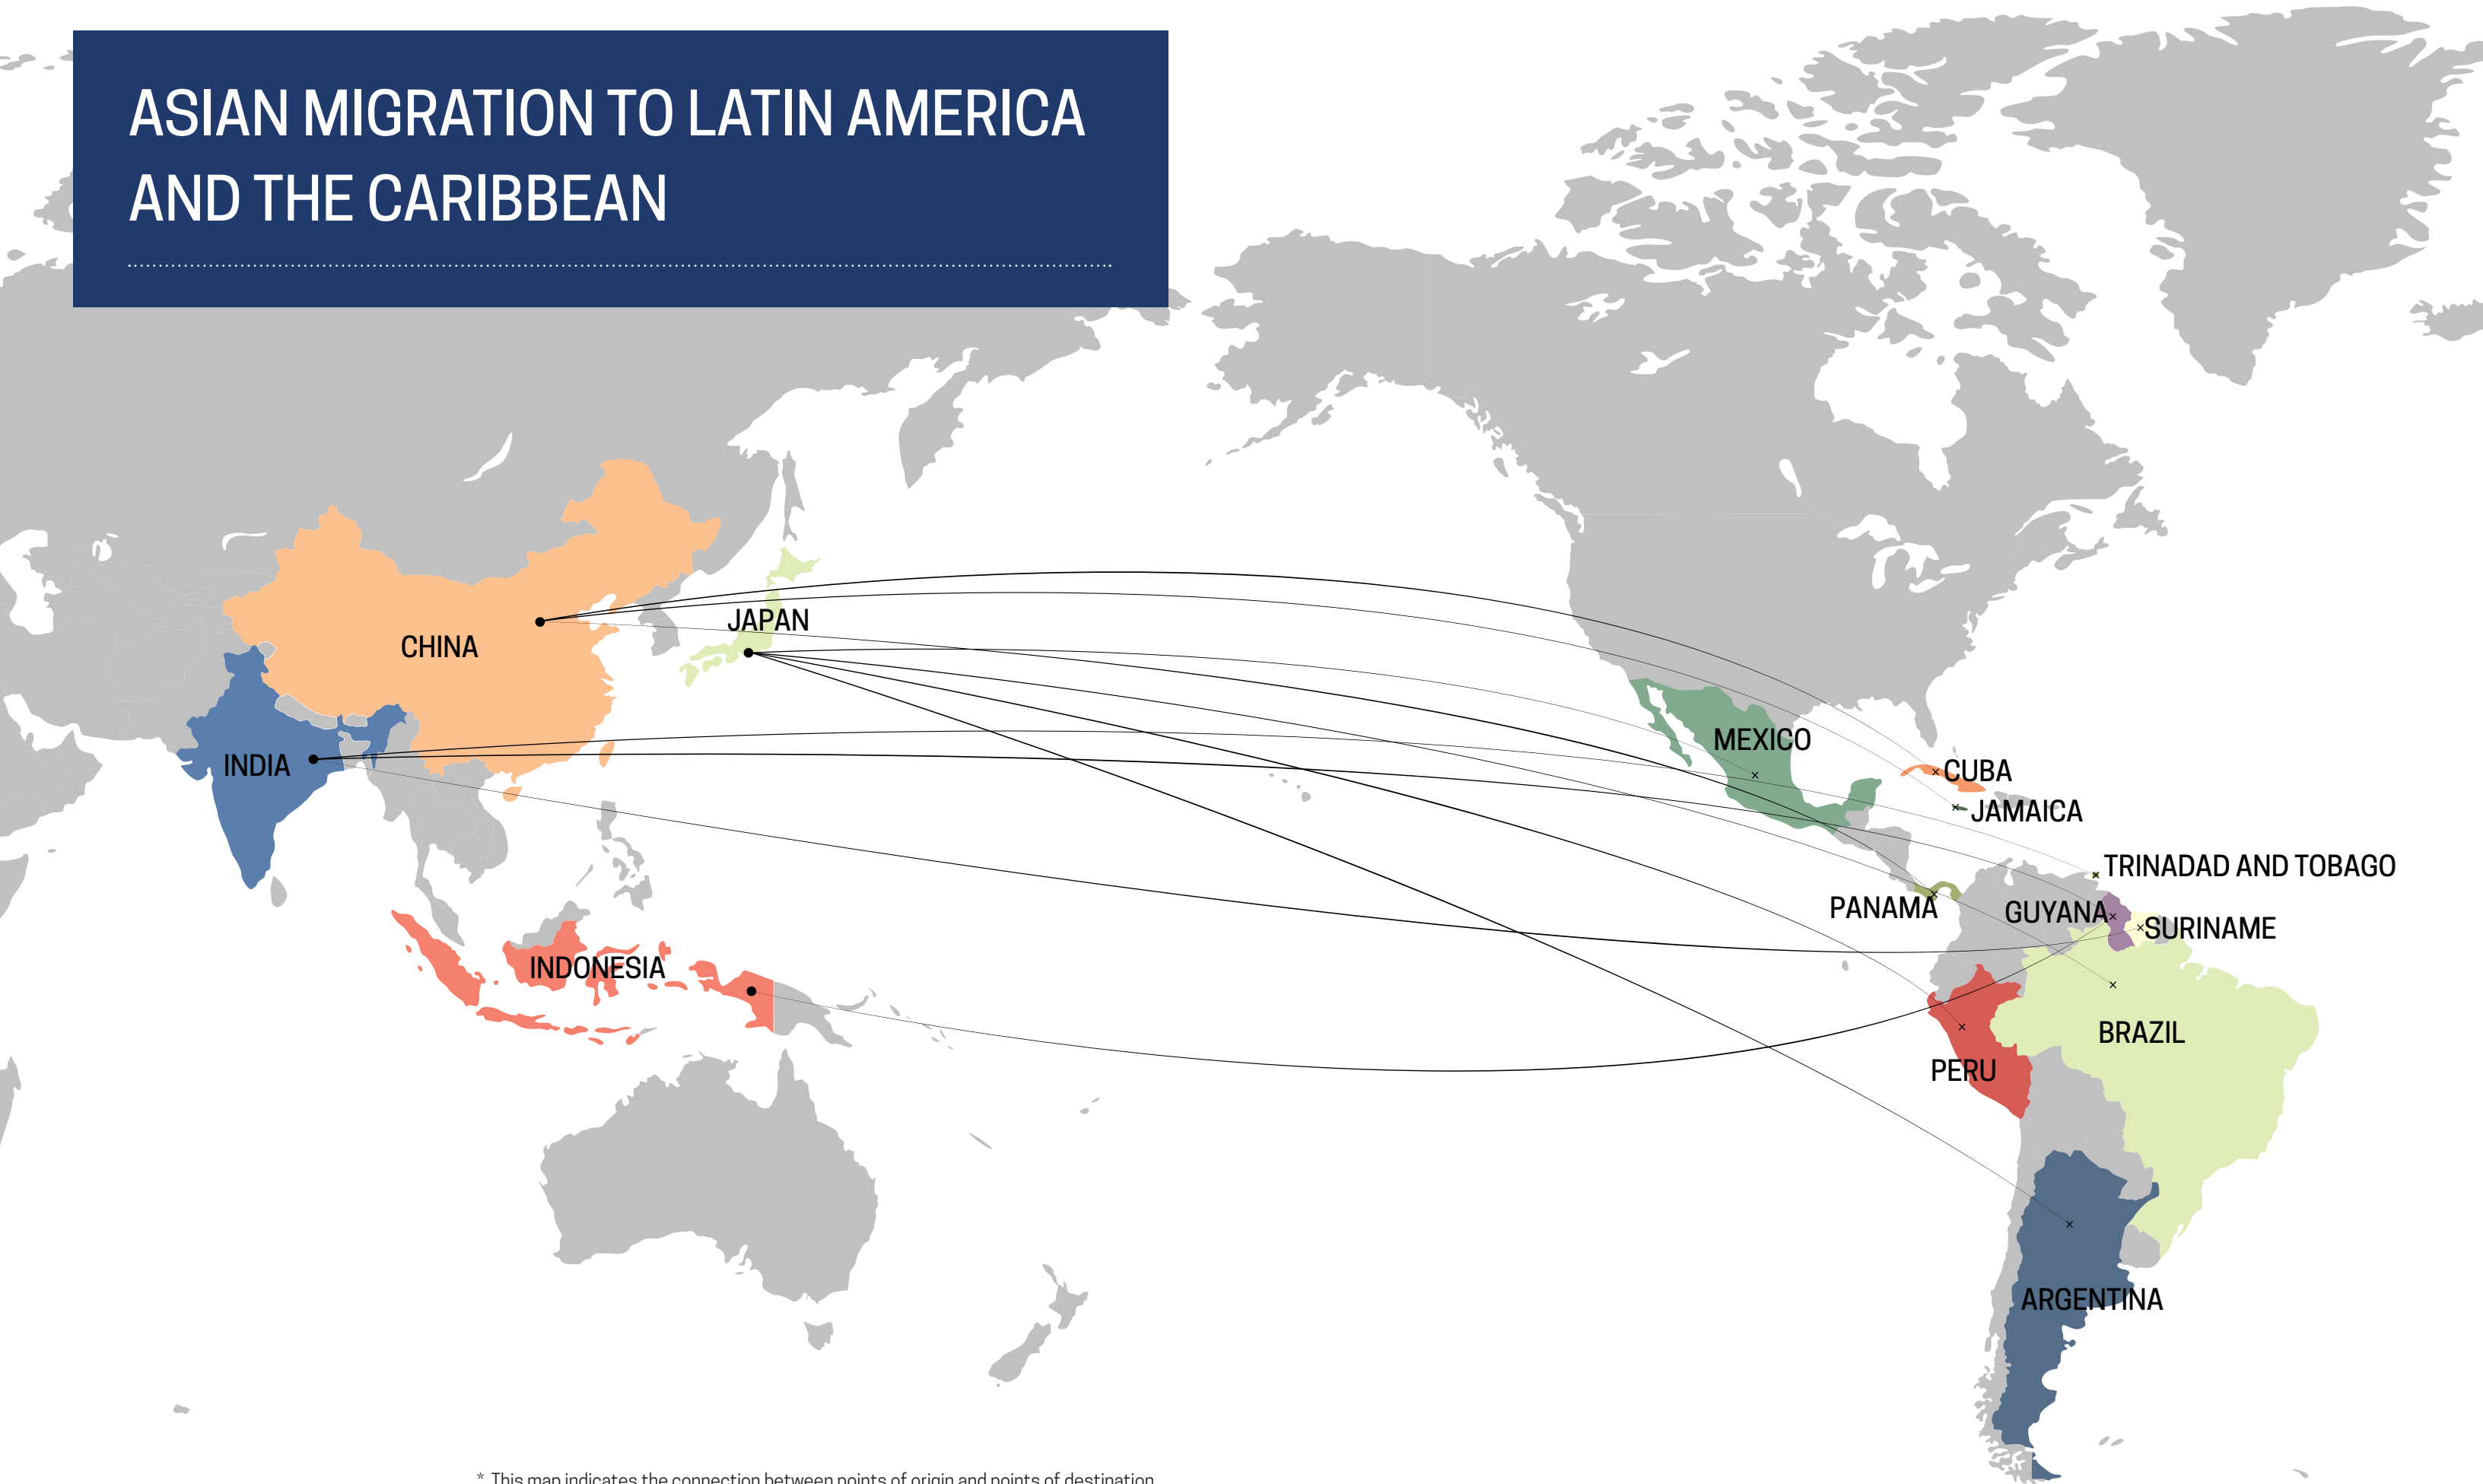 ASIAN MIGRATION TO LATIN AMERICA
AND THE CARIBBEAN
JAPAN
CHINA
MEXICO
INDIA
CUBA
JAMAICA
TRINADAD AND TOBAGO
PANAMA
GUYANA
SURINAME
INDONESIA
BRAZIL
PERU
ARGENTINA
* This map indicates the connection between points of origin and points of destination